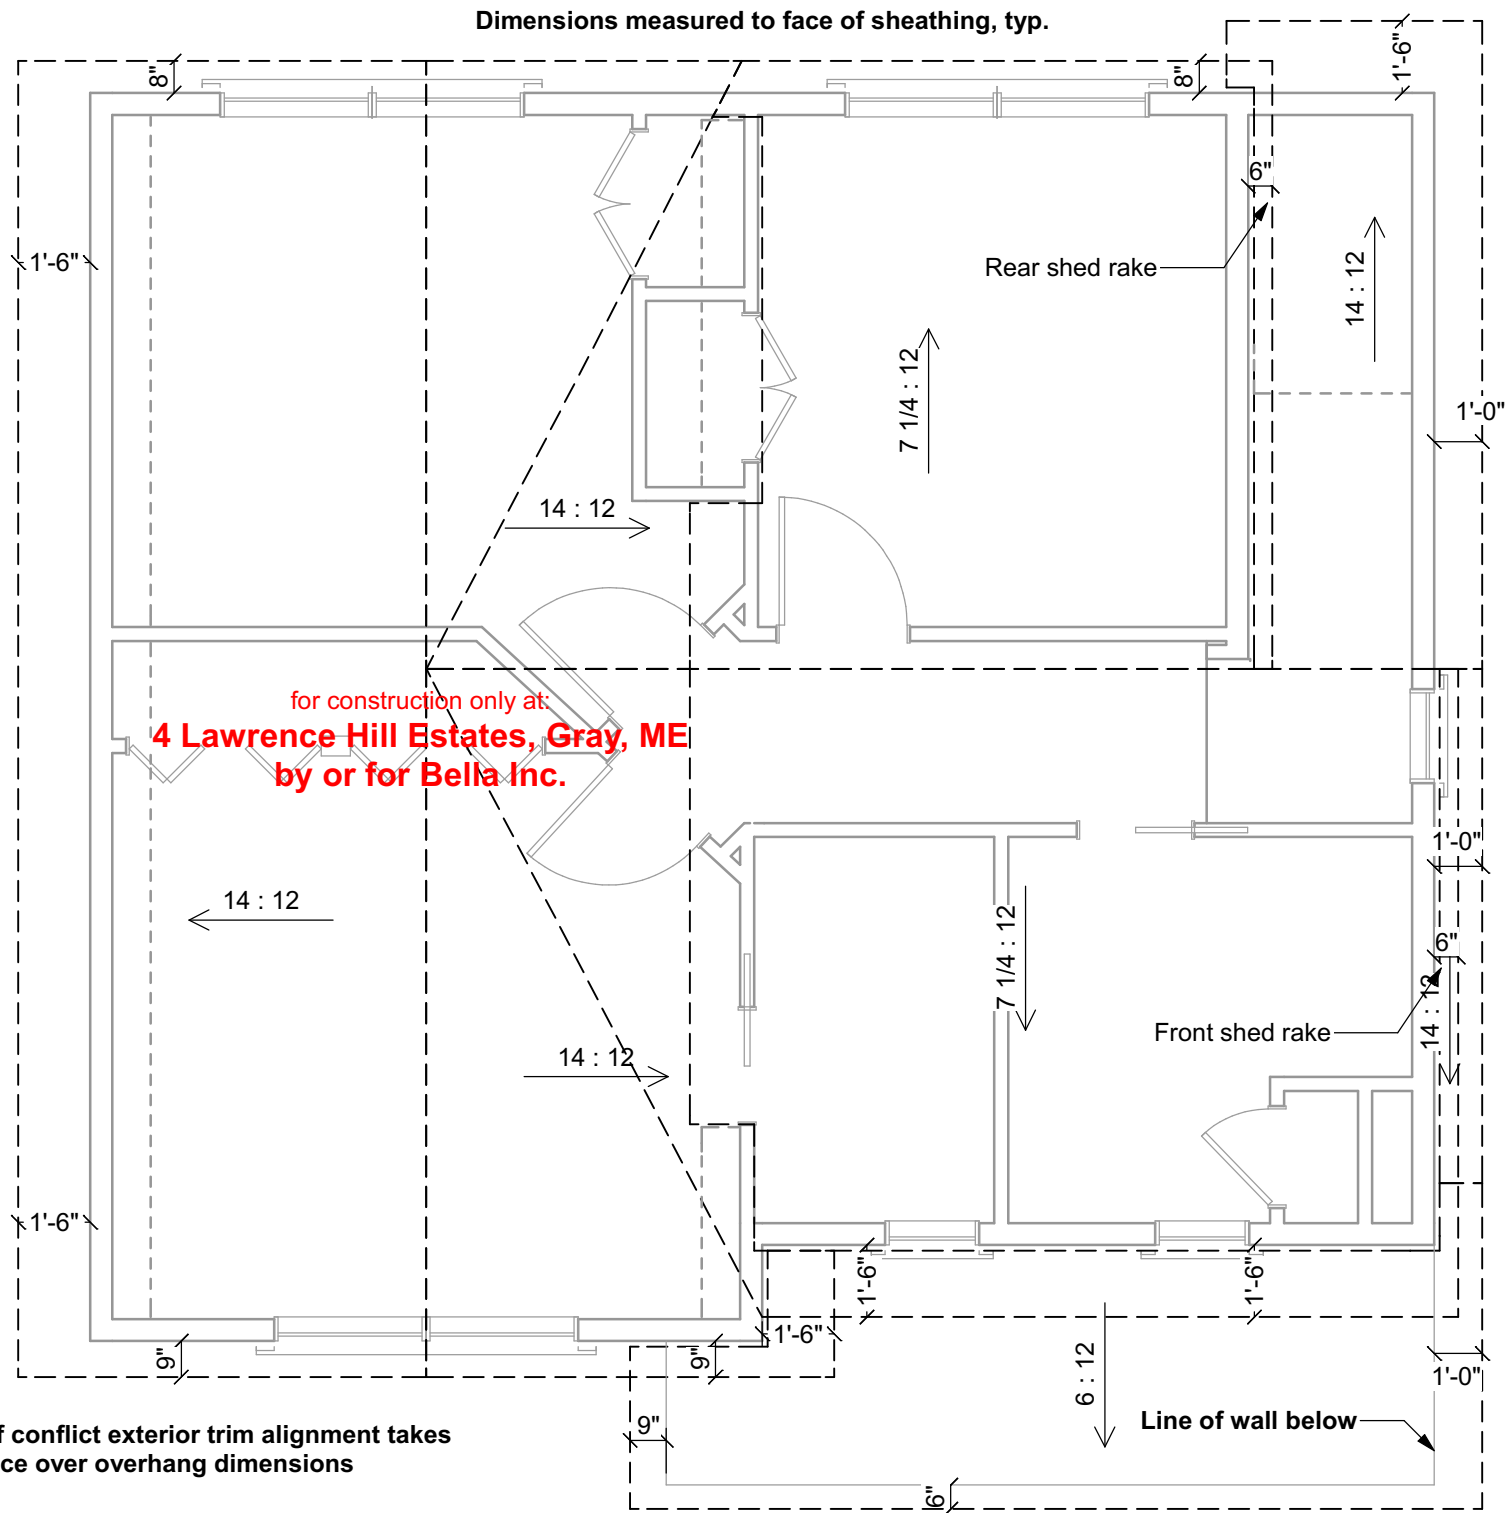 Dimensions measured to face of sheathing, typ.
8"
8"
1'-6"
6"
1'-6"
Rear shed rake
14 : 12
7 1/4 : 12
1'-0"
14 : 12
for construction only at:
4 Lawrence Hill Estates, Gray, ME
by or for Bella Inc.
1'-0"
14 : 12
7 1/4 : 12
6"
14 : 12
Front shed rake
14 : 12
1'-6"
1'-6"
1'-6"
1'-6"
9"
9"
6 : 12
1'-0"
9"
Line of wall below
f conflict exterior trim alignment takes
ce over overhang dimensions
6"